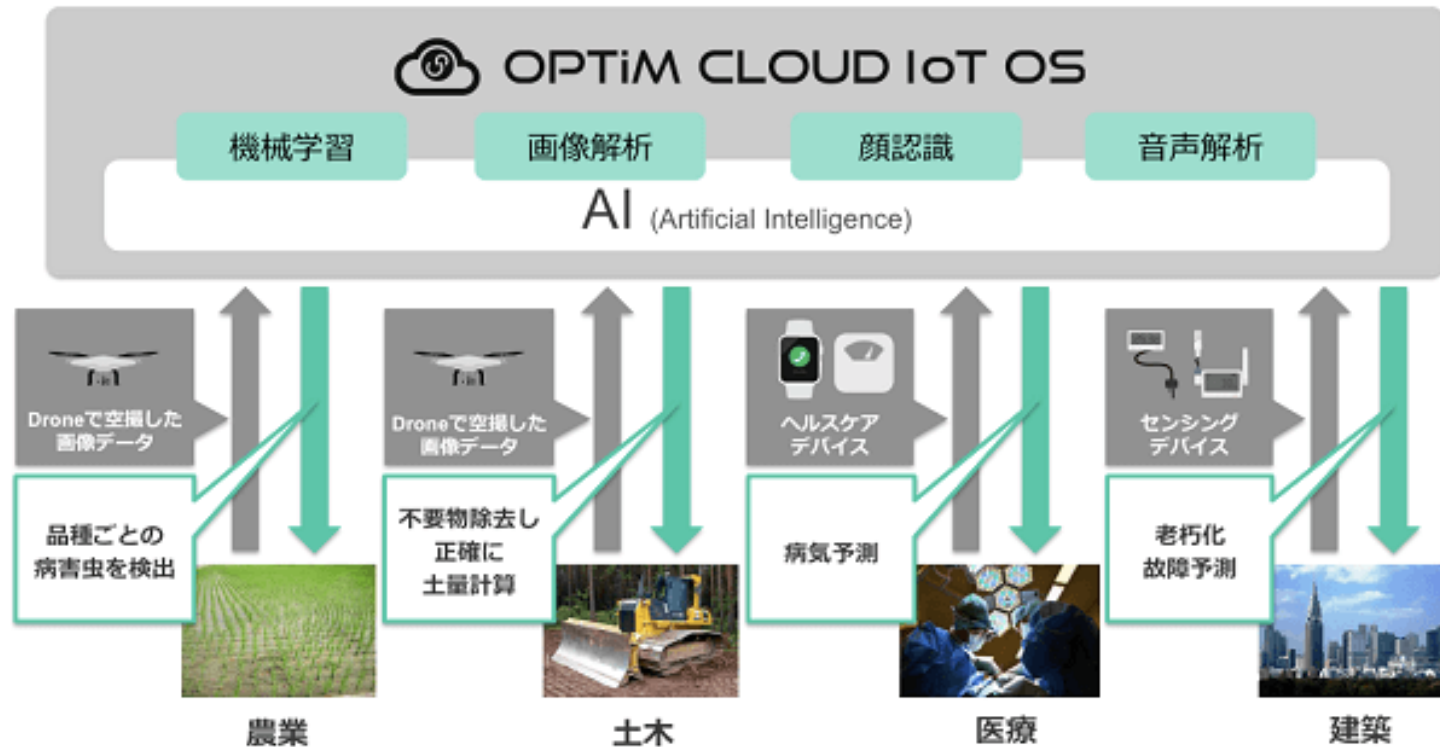 OPTiM CLOUD IoT OS
機械学習
画像解析
顔認識
音声解析
AI (Artificial Intelligence)
Droneで空撮した
画像データ
Droneで空撮した
画像データ
ヘルスケア
デバイス
センシング
デバイス
品種ごとの
病害虫を検出
不要物除去し
正確に
土量計算
病気予測
老朽化
故障予測
農業
土木
医療
建築